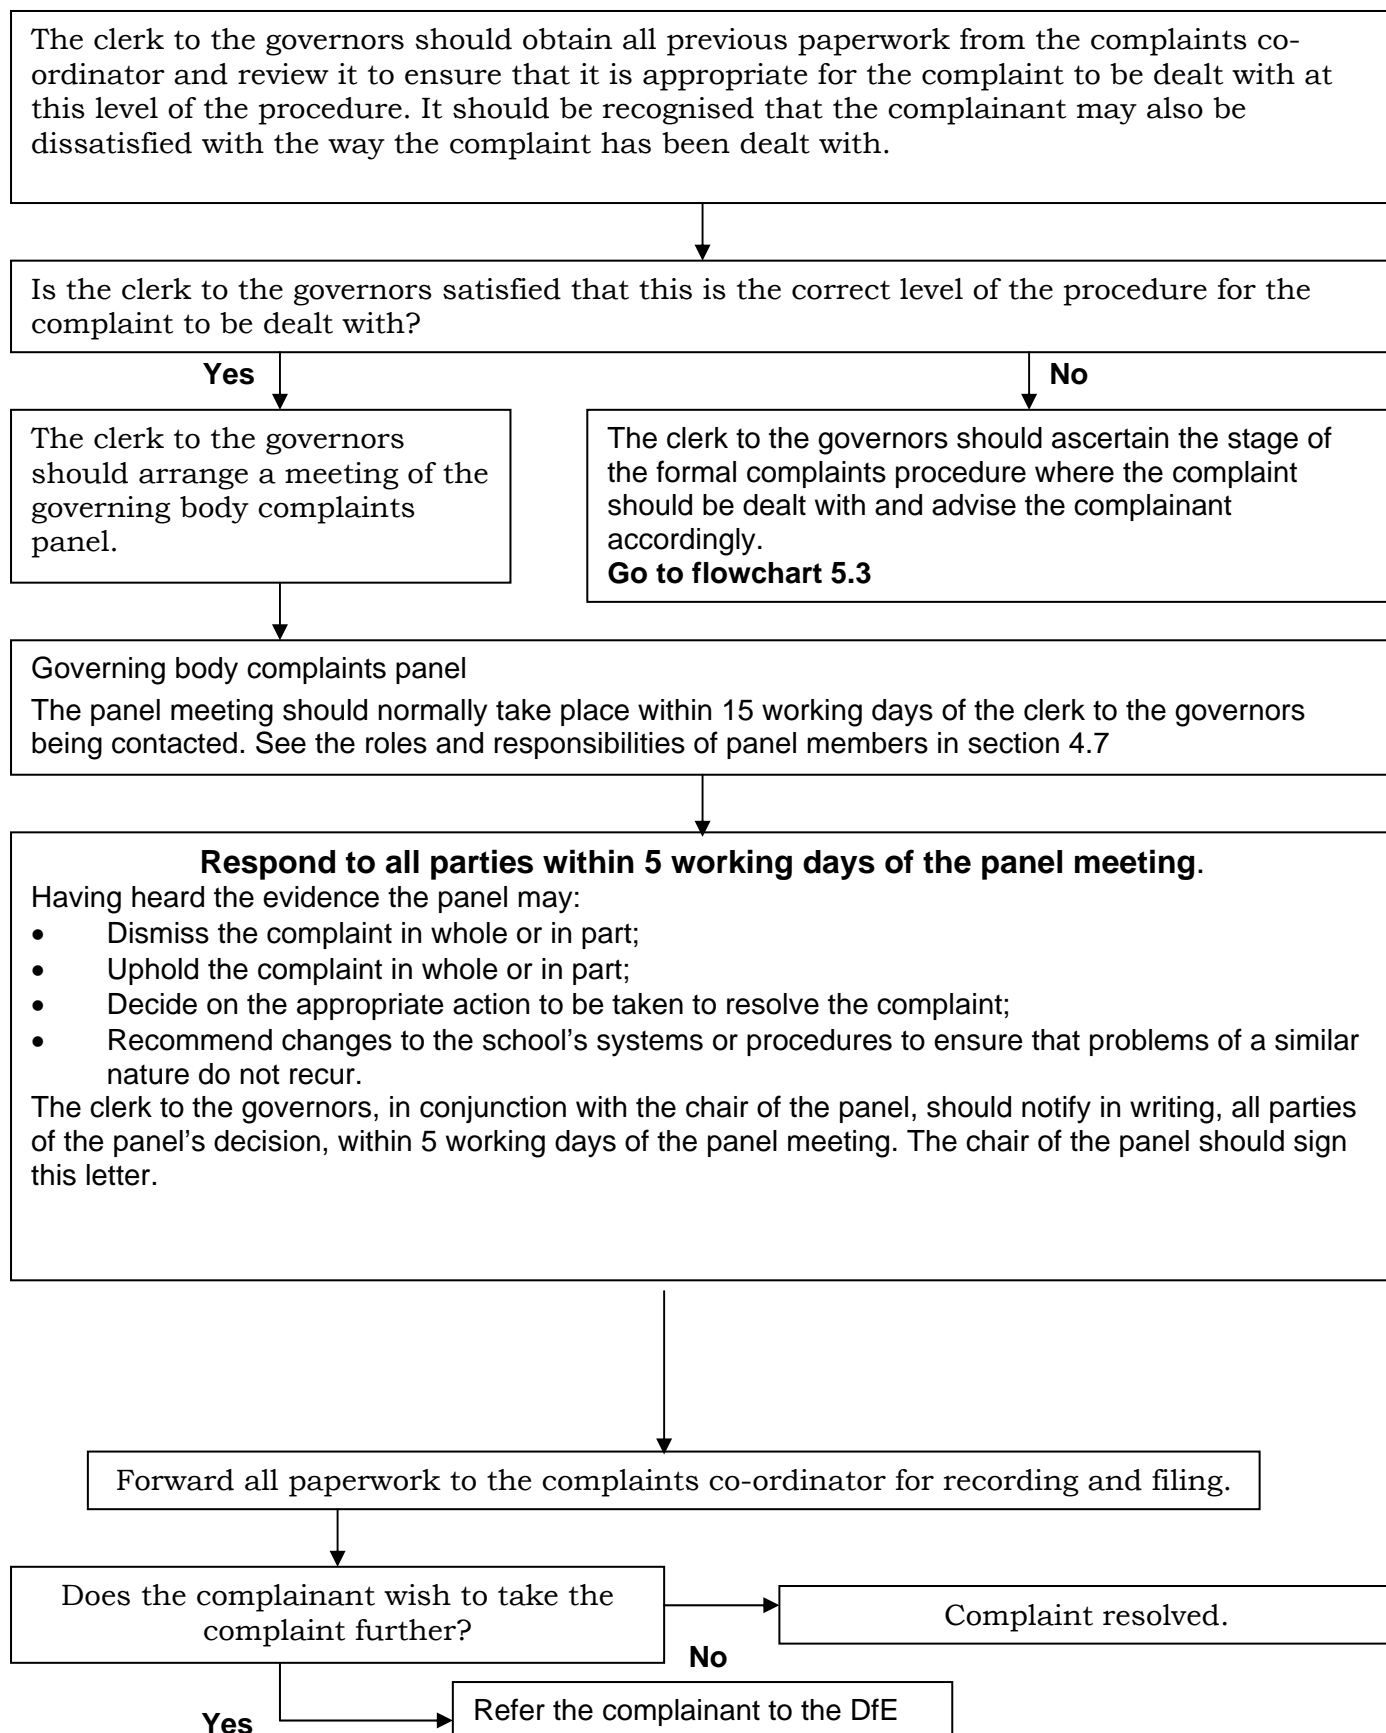 The clerk to the governors should obtain all previous paperwork from the complaints co-
ordinator and review it to ensure that it is appropriate for the complaint to be dealt with at
this level of the procedure. It should be recognised that the complainant may also be
dissatisfied with the way the complaint has been dealt with.
Is the clerk to the governors satisfied that this is the correct level of the procedure for the
complaint to be dealt with?
Yes
No
The clerk to the governors
should arrange a meeting of the
governing body complaints
panel.
The clerk to the governors should ascertain the stage of
the formal complaints procedure where the complaint
should be dealt with and advise the complainant
accordingly.
Go to flowchart 5.3
Governing body complaints panel
The panel meeting should normally take place within 15 working days of the clerk to the governors
being contacted. See the roles and responsibilities of panel members in section 4.7
Respond to all parties within 5 working days of the panel meeting.
Having heard the evidence the panel may:
• Dismiss the complaint in whole or in part;
• Uphold the complaint in whole or in part;
• Decide on the appropriate action to be taken to resolve the complaint;
• Recommend changes to the school’s systems or procedures to ensure that problems of a similar
nature do not recur.
The clerk to the governors, in conjunction with the chair of the panel, should notify in writing, all parties
of the panel’s decision, within 5 working days of the panel meeting. The chair of the panel should sign
this letter.
Forward all paperwork to the complaints co-ordinator for recording and filing.
Does the complainant wish to take the
complaint further?
Complaint resolved.
No
Yes
Refer the complainant to the DfE